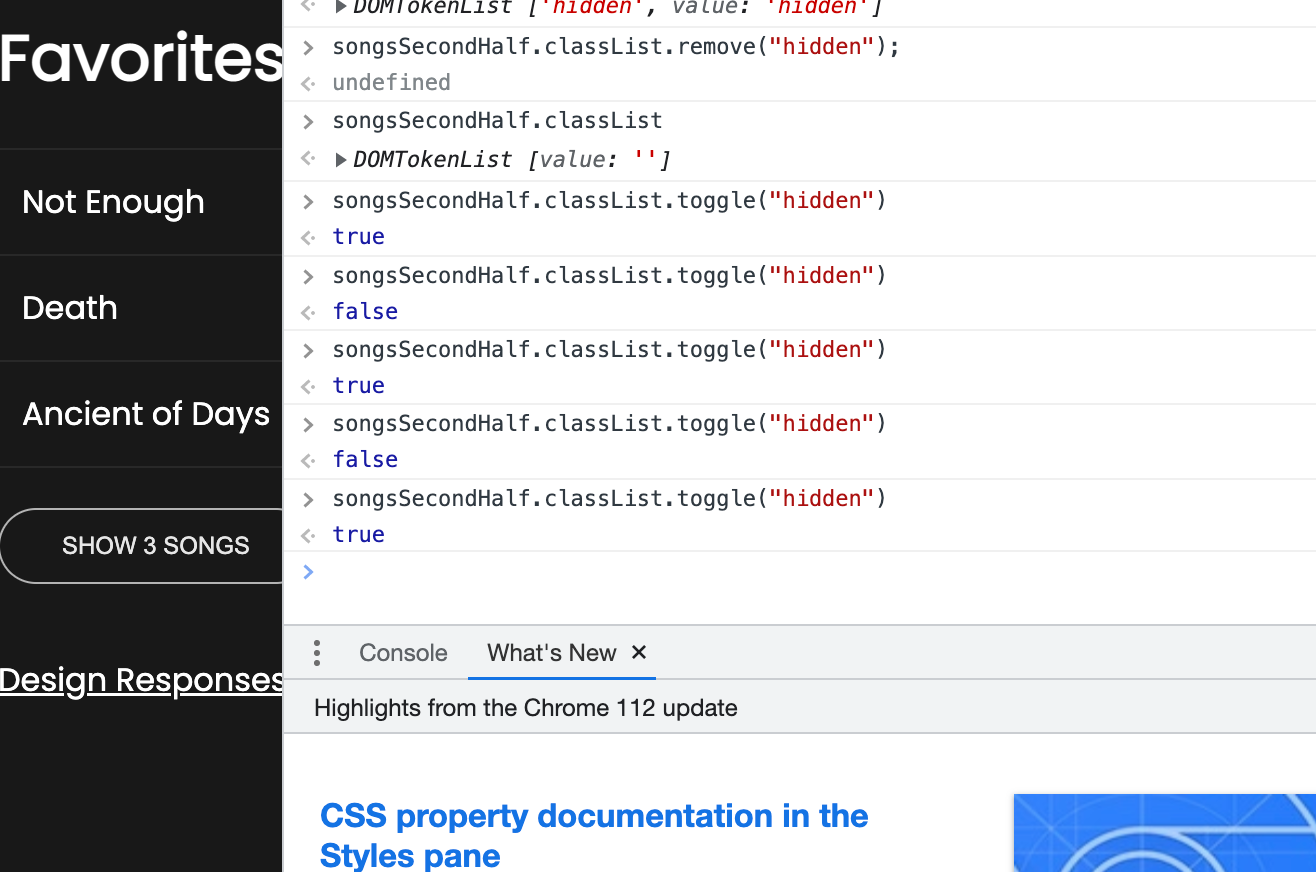 Favorites
Not Enough
Death
Ancient of Days
SHOW 3 SONGS
Design Responses
DOMTokenList ['hidden', value: 'hidden']
> songsSecondHalf.classList.remove("hidden");
undefined
> songsSecondHalf.classList
DOMTokenList [value: '']
> songsSecondHalf.classList.toggle("hidden")
true
> songsSecondHalf.classList.toggle("hidden")
false
> songsSecondHalf.classList.toggle("hidden")
true
> songsSecondHalf.classList.toggle("hidden")
false
> songsSecondHalf.classList.toggle("hidden")
true
>
Console What's New ×
Highlights from the Chrome 112 update
CSS property documentation in the
Styles pane